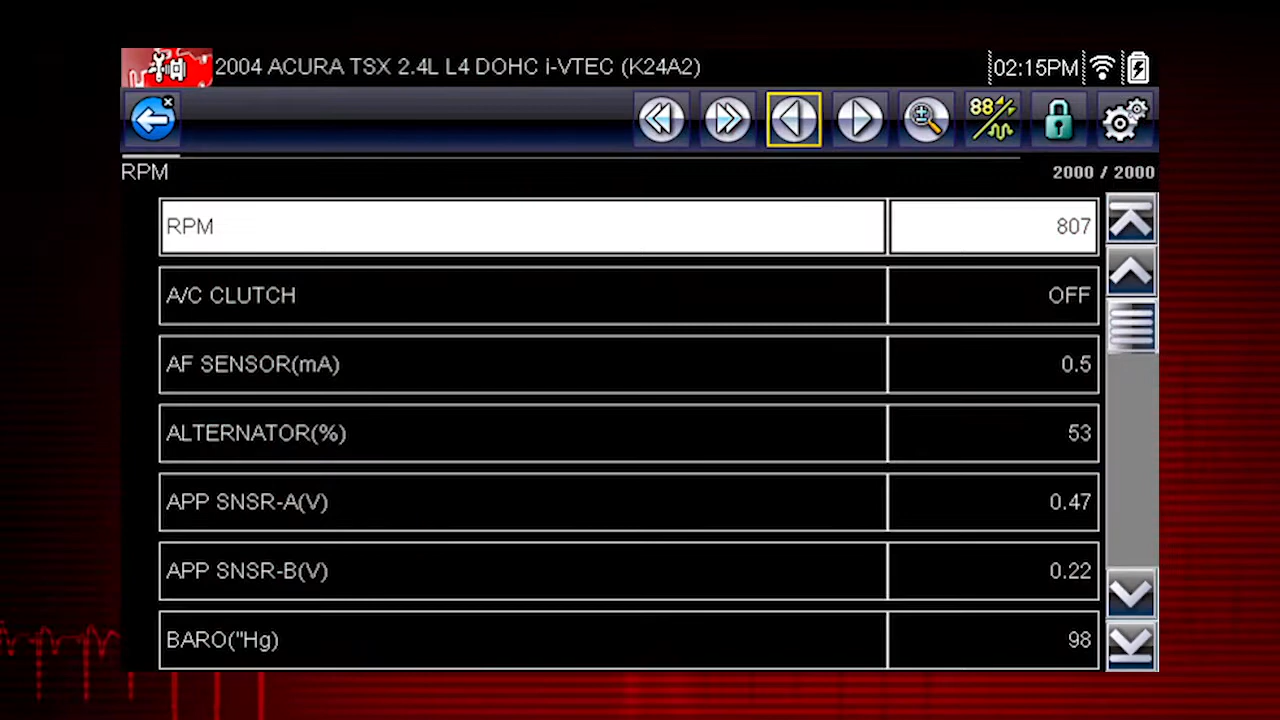 2004 ACURA TSX 2.4L L4 DOHC i-VTEC (K24A2) 02:15PM
88
RPM 2000 / 2000
RPM 807
A/C CLUTCH OFF
AF SENSOR(mA) 0.5
ALTERNATOR(%) 53
APP SNSR-A(V) 0.47
APP SNSR-B(V) 0.22
BARO("Hg) 98